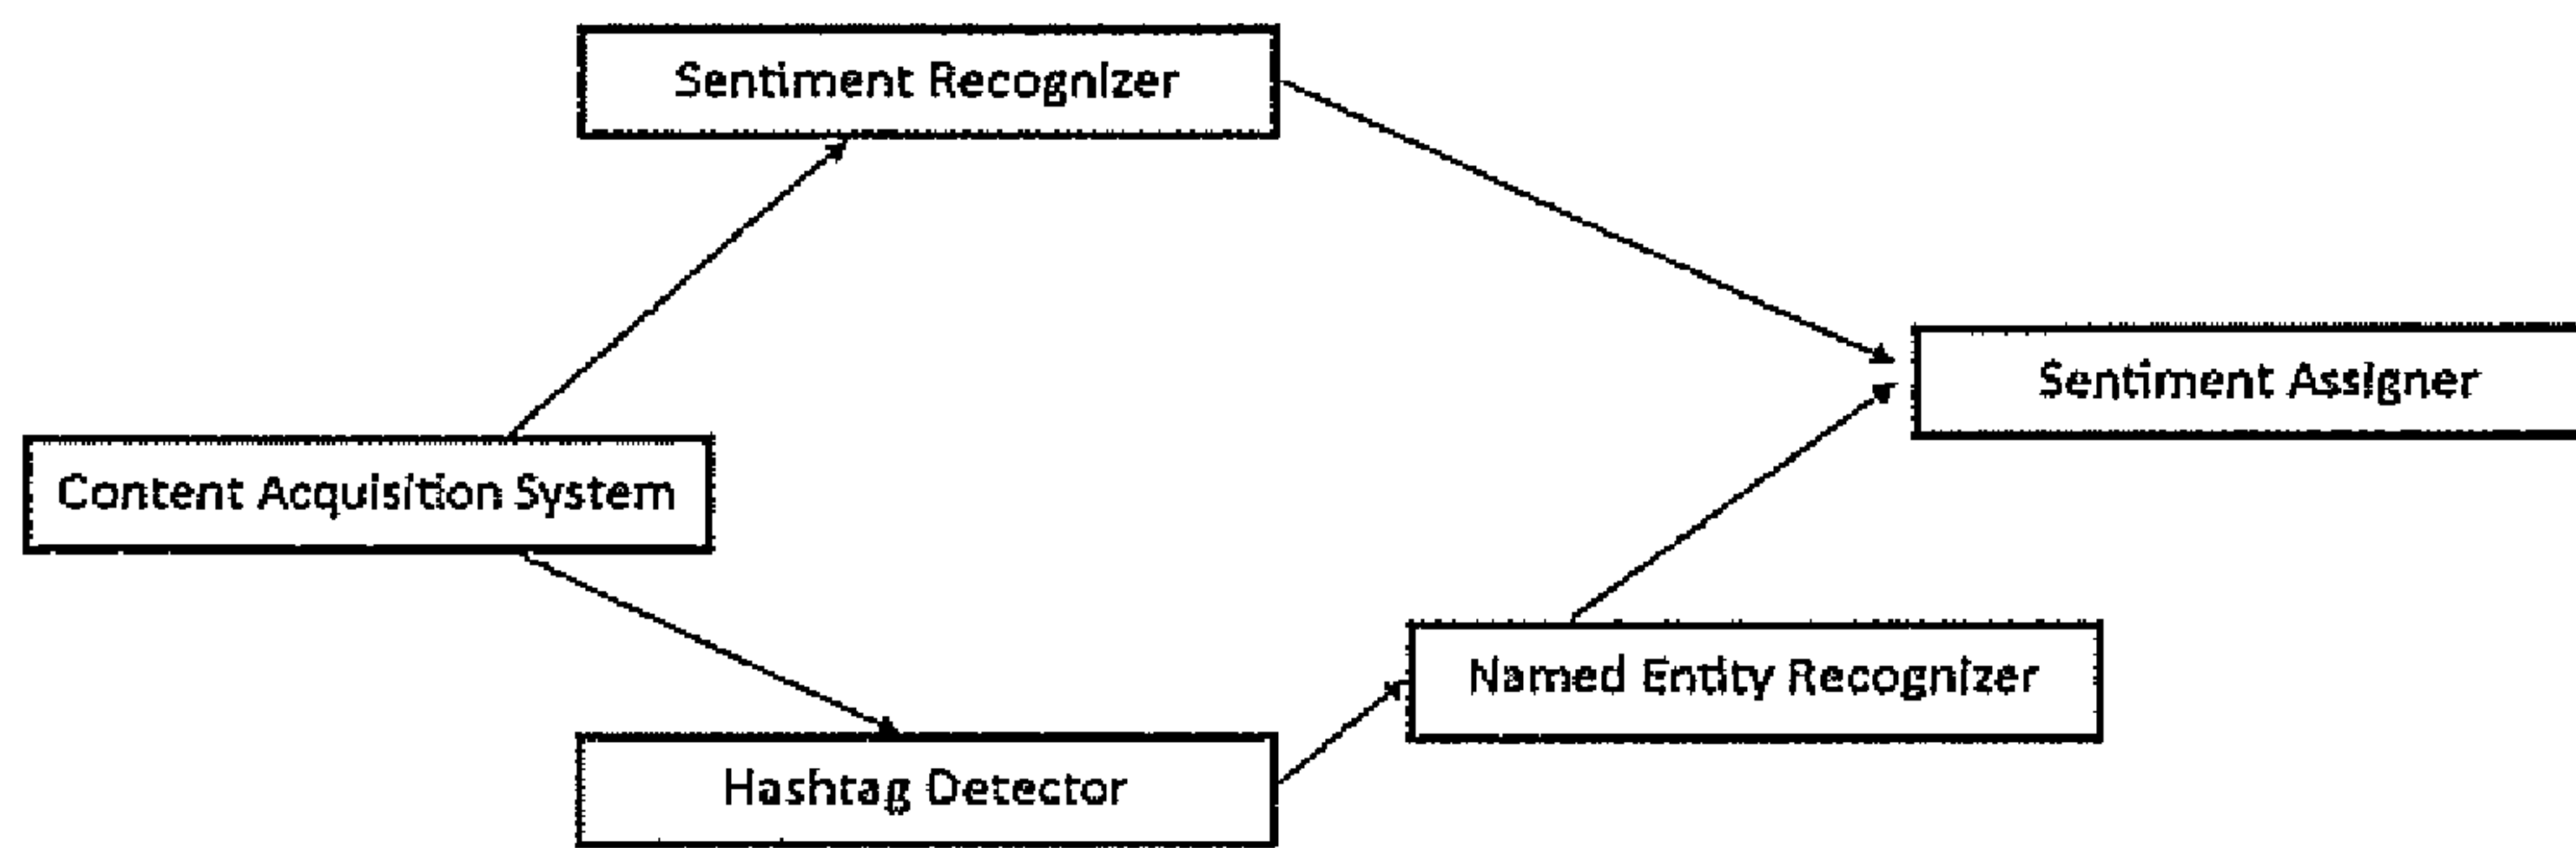 Sentiment Recognizer
Sentiment Assigner
Content Acquisition System
Named Entity Recognizer
Hashtag Detector